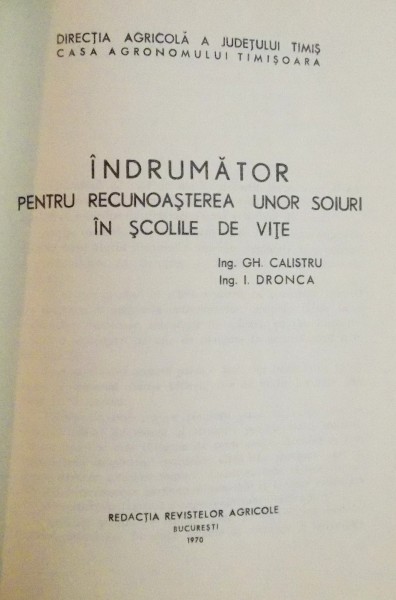 DIRECȚIA AGRICOLĂ A JUDEȚULUI TIMIȘ
CASA AGRONOMULUI TIMIȘOARA
ÎNDRUMĂTOR
PENTRU RECUNOAȘTEREA UNOR SOIURI
ÎN ȘCOLILE DE VIȚE
Ing. GH. CALISTRU
Ing. I. DRONCA
REDACȚIA REVISTELOR AGRICOLE
BUCUREȘTI
1970